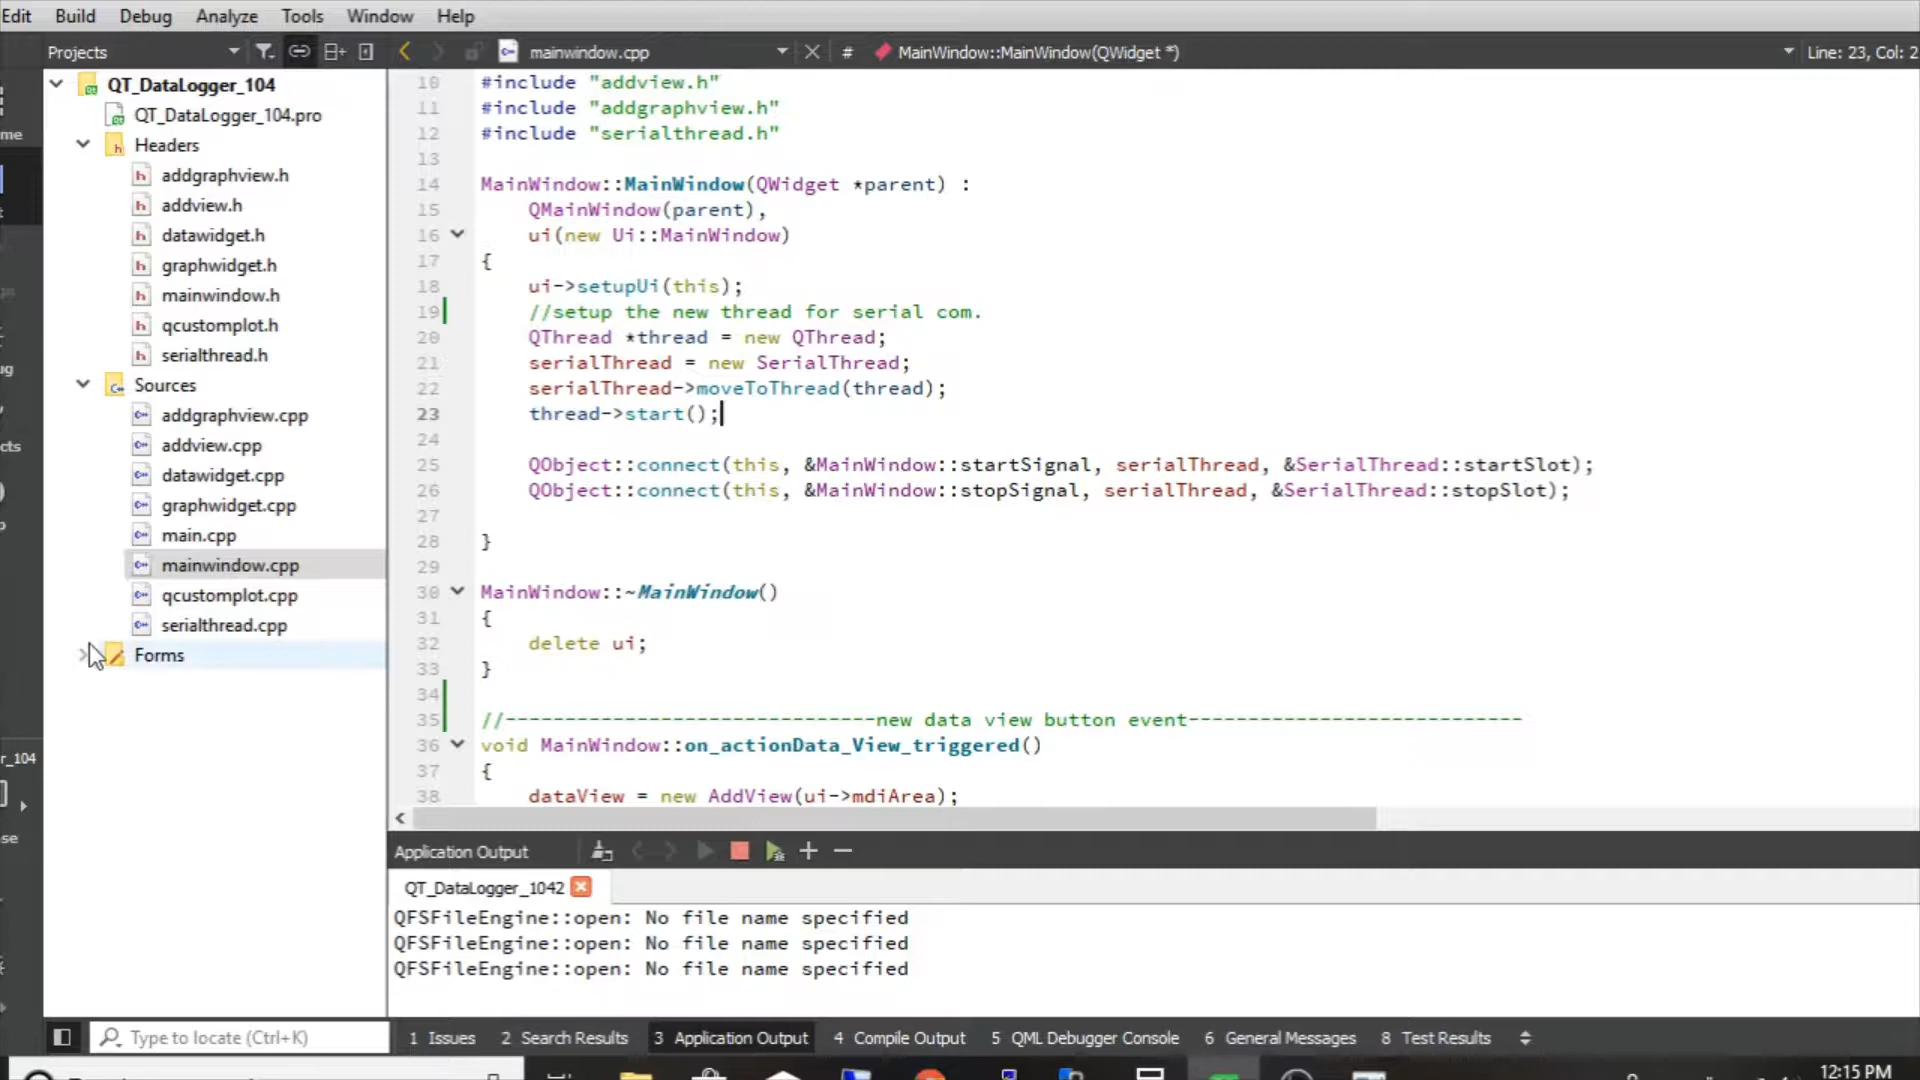 Edit Build Debug Analyze Tools Window Help
Projects
mainwindow.cpp
#
MainWindow::MainWindow(QWidget *)
Line: 23, Col: 2
QT_DataLogger_104
QT_DataLogger_104.pro
Headers
addgraphview.h
addview.h
datawidget.h
graphwidget.h
mainwindow.h
qcustomplot.h
serialthread.h
Sources
addgraphview.cpp
addview.cpp
datawidget.cpp
graphwidget.cpp
main.cpp
mainwindow.cpp
qcustomplot.cpp
serialthread.cpp
Forms
10 #include "addview.h"
11 #include "addgraphview.h"
12 #include "serialthread.h"
13
14 MainWindow::MainWindow(QWidget *parent) :
15 QMainWindow(parent),
16 ui(new Ui::MainWindow)
17 {
18 ui->setupUi(this);
19 //setup the new thread for serial com.
20 QThread *thread = new QThread;
21 serialThread = new SerialThread;
22 serialThread->moveToThread(thread);
23 thread->start();
24
25 QObject::connect(this, &MainWindow::startSignal, serialThread, &SerialThread::startSlot);
26 QObject::connect(this, &MainWindow::stopSignal, serialThread, &SerialThread::stopSlot);
27
28 }
29
30 MainWindow::~MainWindow()
31 {
32 delete ui;
33 }
34
35 //-------------------------------new data view button event----------------------------
36 void MainWindow::on_actionData_View_triggered()
37 {
38 dataView = new AddView(ui->mdiArea);
Application Output
QT_DataLogger_1042
QFSFileEngine::open: No file name specified
QFSFileEngine::open: No file name specified
QFSFileEngine::open: No file name specified
Type to locate (Ctrl+K)
1 Issues 2 Search Results 3 Application Output 4 Compile Output 5 QML Debugger Console 6 General Messages 8 Test Results
12:15 PM